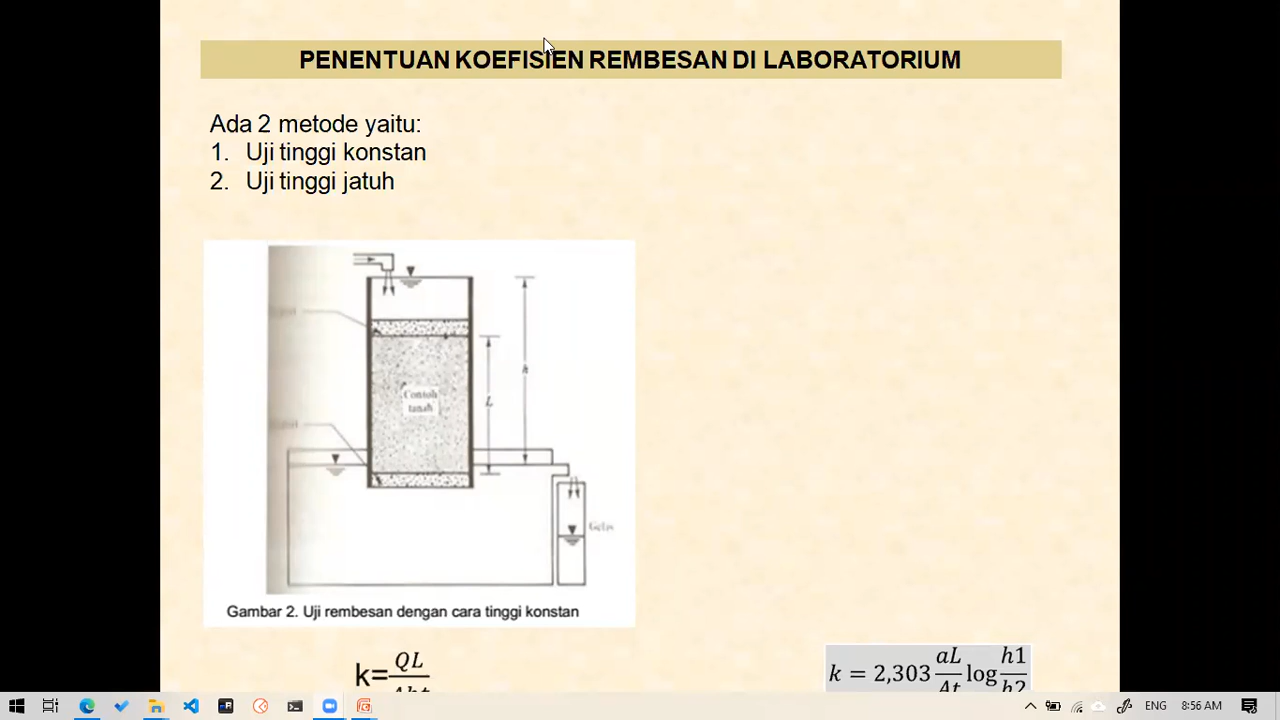 PENENTUAN KOEFISIEN REMBESAN DI LABORATORIUM
Ada 2 metode yaitu:
1. Uji tinggi konstan
2. Uji tinggi jatuh
h
Contoh
tanah
L
Gelas
Gambar 2. Uji rembesan dengan cara tinggi konstan
k=QL/Aht
k = 2,303 aL/At log h1/h2
ENG 8:56 AM